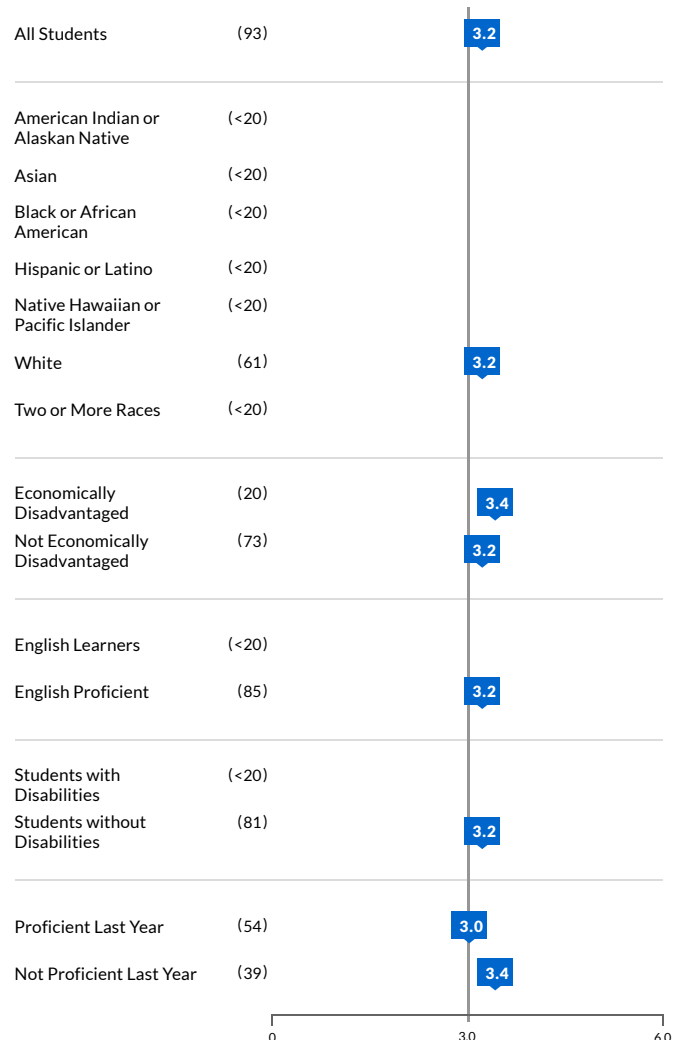 All Students (93) 3.2
American Indian or (<20)
Alaskan Native
Asian (<20)
Black or African (<20)
American
Hispanic or Latino (<20)
Native Hawaiian or (<20)
Pacific Islander
White (61) 3.2
Two or More Races (<20)
Economically (20) 3.4
Disadvantaged
Not Economically (73) 3.2
Disadvantaged
English Learners (<20)
English Proficient (85) 3.2
Students with (<20)
Disabilities
Students without (81) 3.2
Disabilities
Proficient Last Year (54) 3.0
Not Proficient Last Year (39) 3.4
0 3.0 6.0